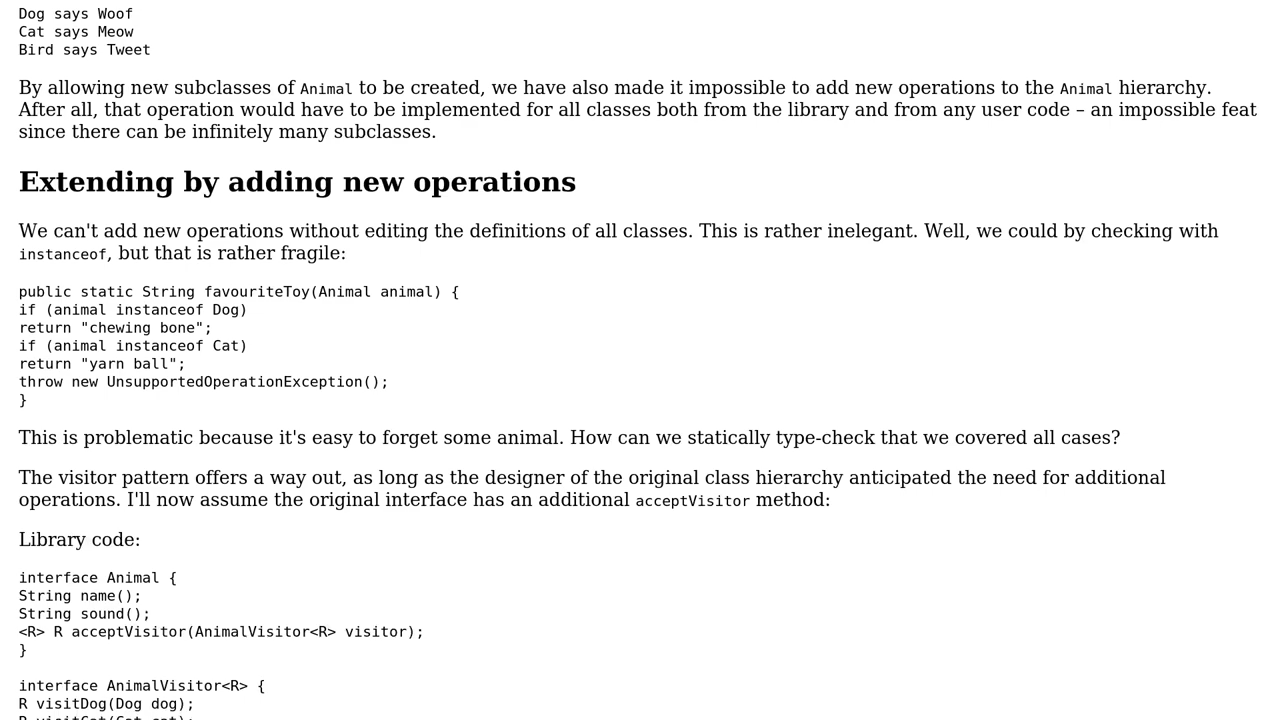 Dog says Woof
Cat says Meow
Bird says Tweet
By allowing new subclasses of Animal to be created, we have also made it impossible to add new operations to the Animal hierarchy.
After all, that operation would have to be implemented for all classes both from the library and from any user code – an impossible feat
since there can be infinitely many subclasses.
Extending by adding new operations
We can't add new operations without editing the definitions of all classes. This is rather inelegant. Well, we could by checking with
instanceof, but that is rather fragile:
public static String favouriteToy(Animal animal) {
if (animal instanceof Dog)
return "chewing bone";
if (animal instanceof Cat)
return "yarn ball";
throw new UnsupportedOperationException();
}
This is problematic because it's easy to forget some animal. How can we statically type-check that we covered all cases?
The visitor pattern offers a way out, as long as the designer of the original class hierarchy anticipated the need for additional
operations. I'll now assume the original interface has an additional acceptVisitor method:
Library code:
interface Animal {
String name();
String sound();
<R> R acceptVisitor(AnimalVisitor<R> visitor);
}
interface AnimalVisitor<R> {
R visitDog(Dog dog);
R visitCat(Cat cat);